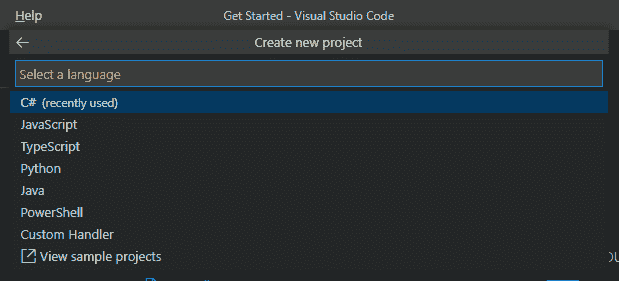 Help Get Started - Visual Studio Code
Create new project
Select a language
C# (recently used)
JavaScript
TypeScript
Python
Java
PowerShell
Custom Handler
View sample projects